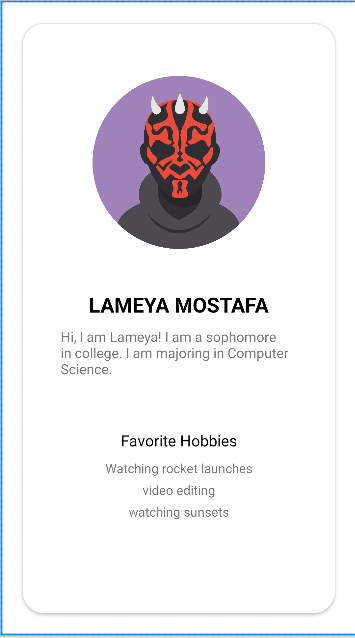 LAMEYA MOSTAFA
Hi, I am Lameya! I am a sophomore
in college. I am majoring in Computer
Science.
Favorite Hobbies
Watching rocket launches
video editing
watching sunsets